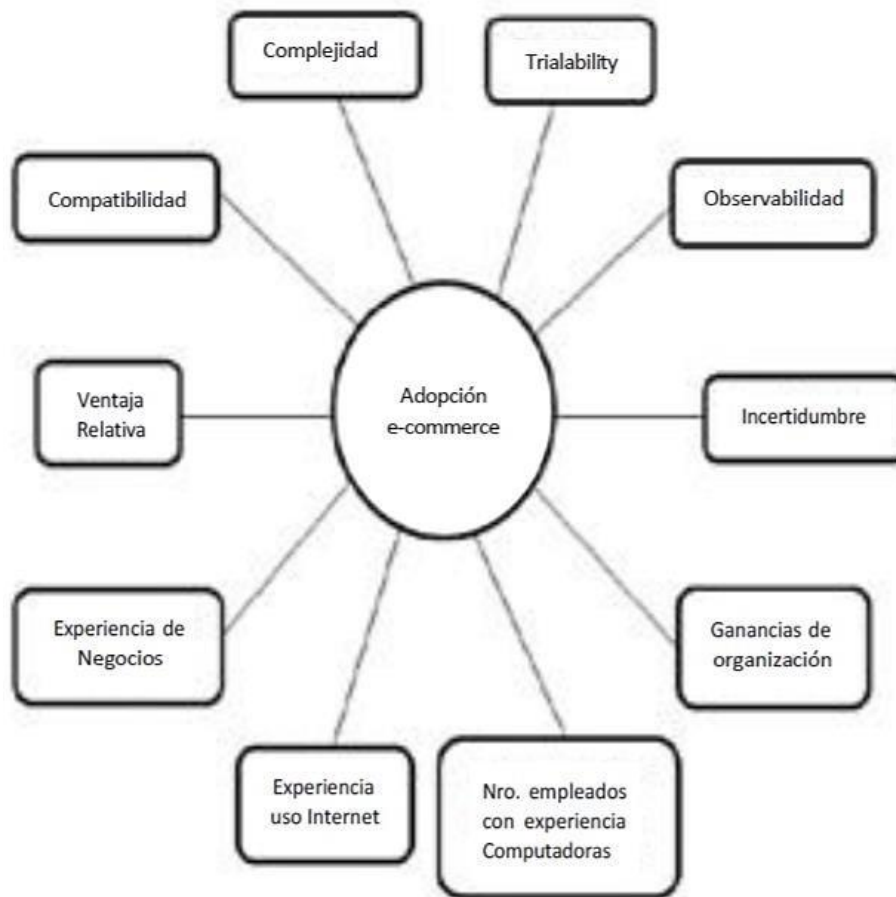 Complejidad
Trialability
Compatibilidad
Observabilidad
Ventaja
Relativa
Adopción
e-commerce
Incertidumbre
Experiencia de
Negocios
Ganancias de
organización
Experiencia
uso Internet
Nro. empleados
con experiencia
Computadoras